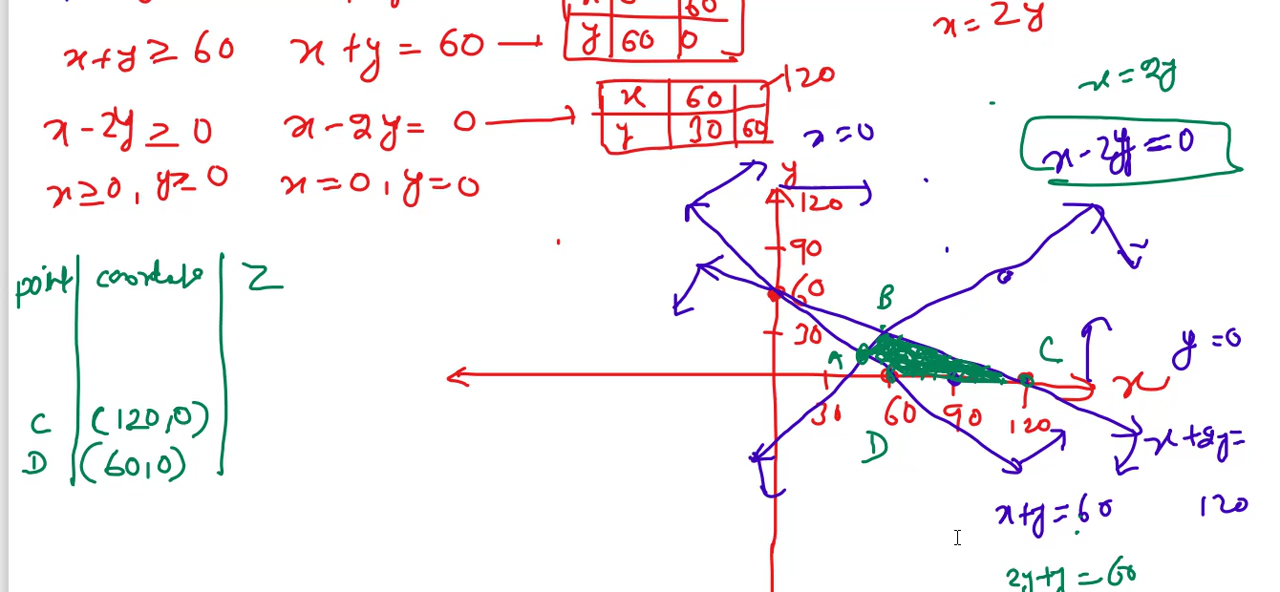 60
x = 2y
x+y ≥ 60 x + y = 60 → y 60 0
x = 2y
120
x - 2y ≥ 0 x - 2y = 0 → x 60
y 30 60
x = 0
x - 2y = 0
x ≥ 0, y ≥ 0 x = 0, y = 0
y
120
90
60
30
B
A
C
y = 0
x
30 60 90 120
D
x + 2y =
120
x+y = 60
2y+y = 60
point Z
C (120,0)
D (60,0)